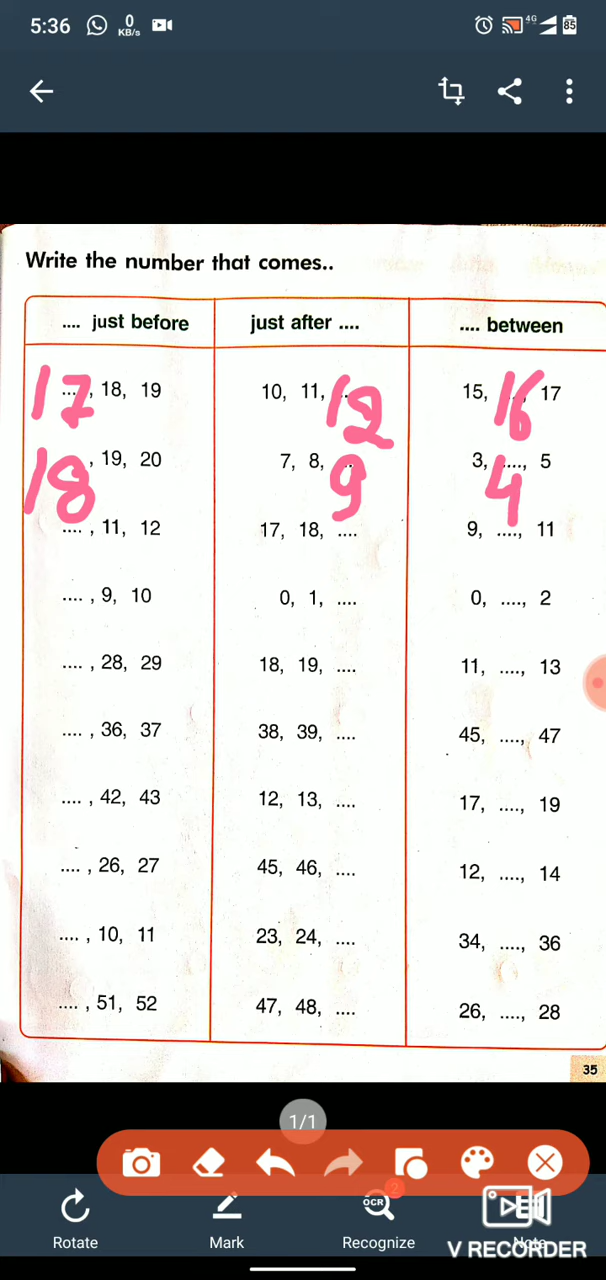 5:36 0 KB/s 4G 85
Write the number that comes..
.... just before just after .... .... between
17, 18, 19 10, 11, 12 15, 16, 17
18, 19, 20 7, 8, 9 3, 4...., 5
.... , 11, 12 17, 18, .... 9, ...., 11
.... , 9, 10 0, 1, .... 0, ...., 2
.... , 28, 29 18, 19, .... 11, ...., 13
.... , 36, 37 38, 39, .... 45, ...., 47
.... , 42, 43 12, 13, .... 17, ...., 19
.... , 26, 27 45, 46, .... 12, ...., 14
.... , 10, 11 23, 24, .... 34, ...., 36
.... , 51, 52 47, 48, .... 26, ...., 28
35
1/1
2
OCR
Rotate Mark Recognize
V RECORDER